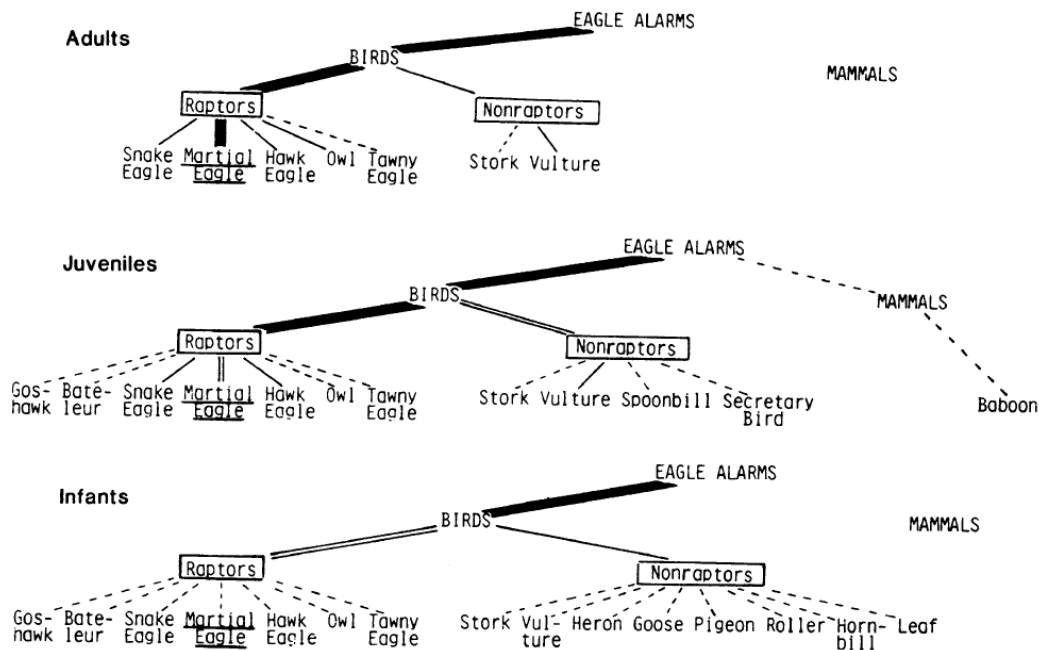 EAGLE ALARMS
Adults
BIRDS
MAMMALS
Raptors
Nonraptors
Snake Martial Hawk Owl Tawny
Eagle Eagle Eagle Eagle
Stork Vulture
EAGLE ALARMS
Juveniles
BIRDS
MAMMALS
Raptors
Nonraptors
Gos- Bate- Snake Martial Hawk Owl Tawny
hawk leur Eagle Eagle Eagle Eagle
Stork Vulture Spoonbill Secretary
Bird
Baboon
EAGLE ALARMS
Infants
BIRDS
MAMMALS
Raptors
Nonraptors
Gos- Bate- Snake Martial Hawk Owl Tawny
hawk leur Eagle Eagle Eagle Eagle
Stork Vul- Heron Goose Pigeon Roller Horn- Leaf
ture bill